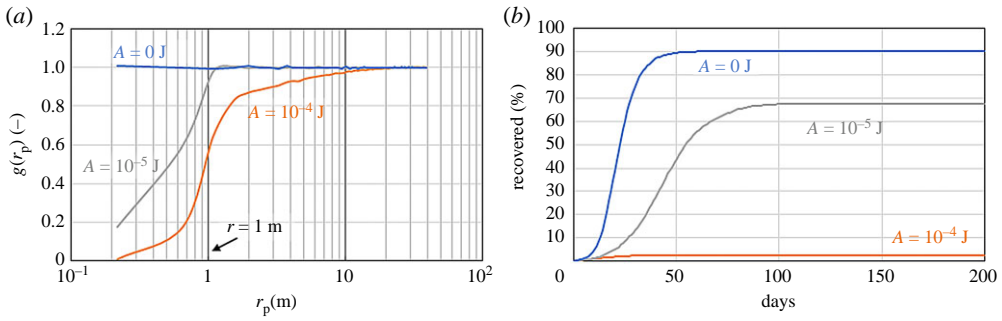 (a)
1.2
1.0
0.8
0.6
0.4
0.2
0
g(rₚ) (–)
A = 0 J
A = 10⁻⁴ J
A = 10⁻⁵ J
r = 1 m
10⁻¹
1
10
10²
rₚ(m)
(b)
100
90
80
70
60
50
40
30
20
10
recovered (%)
A = 0 J
A = 10⁻⁵ J
A = 10⁻⁴ J
0
50
100
150
200
days